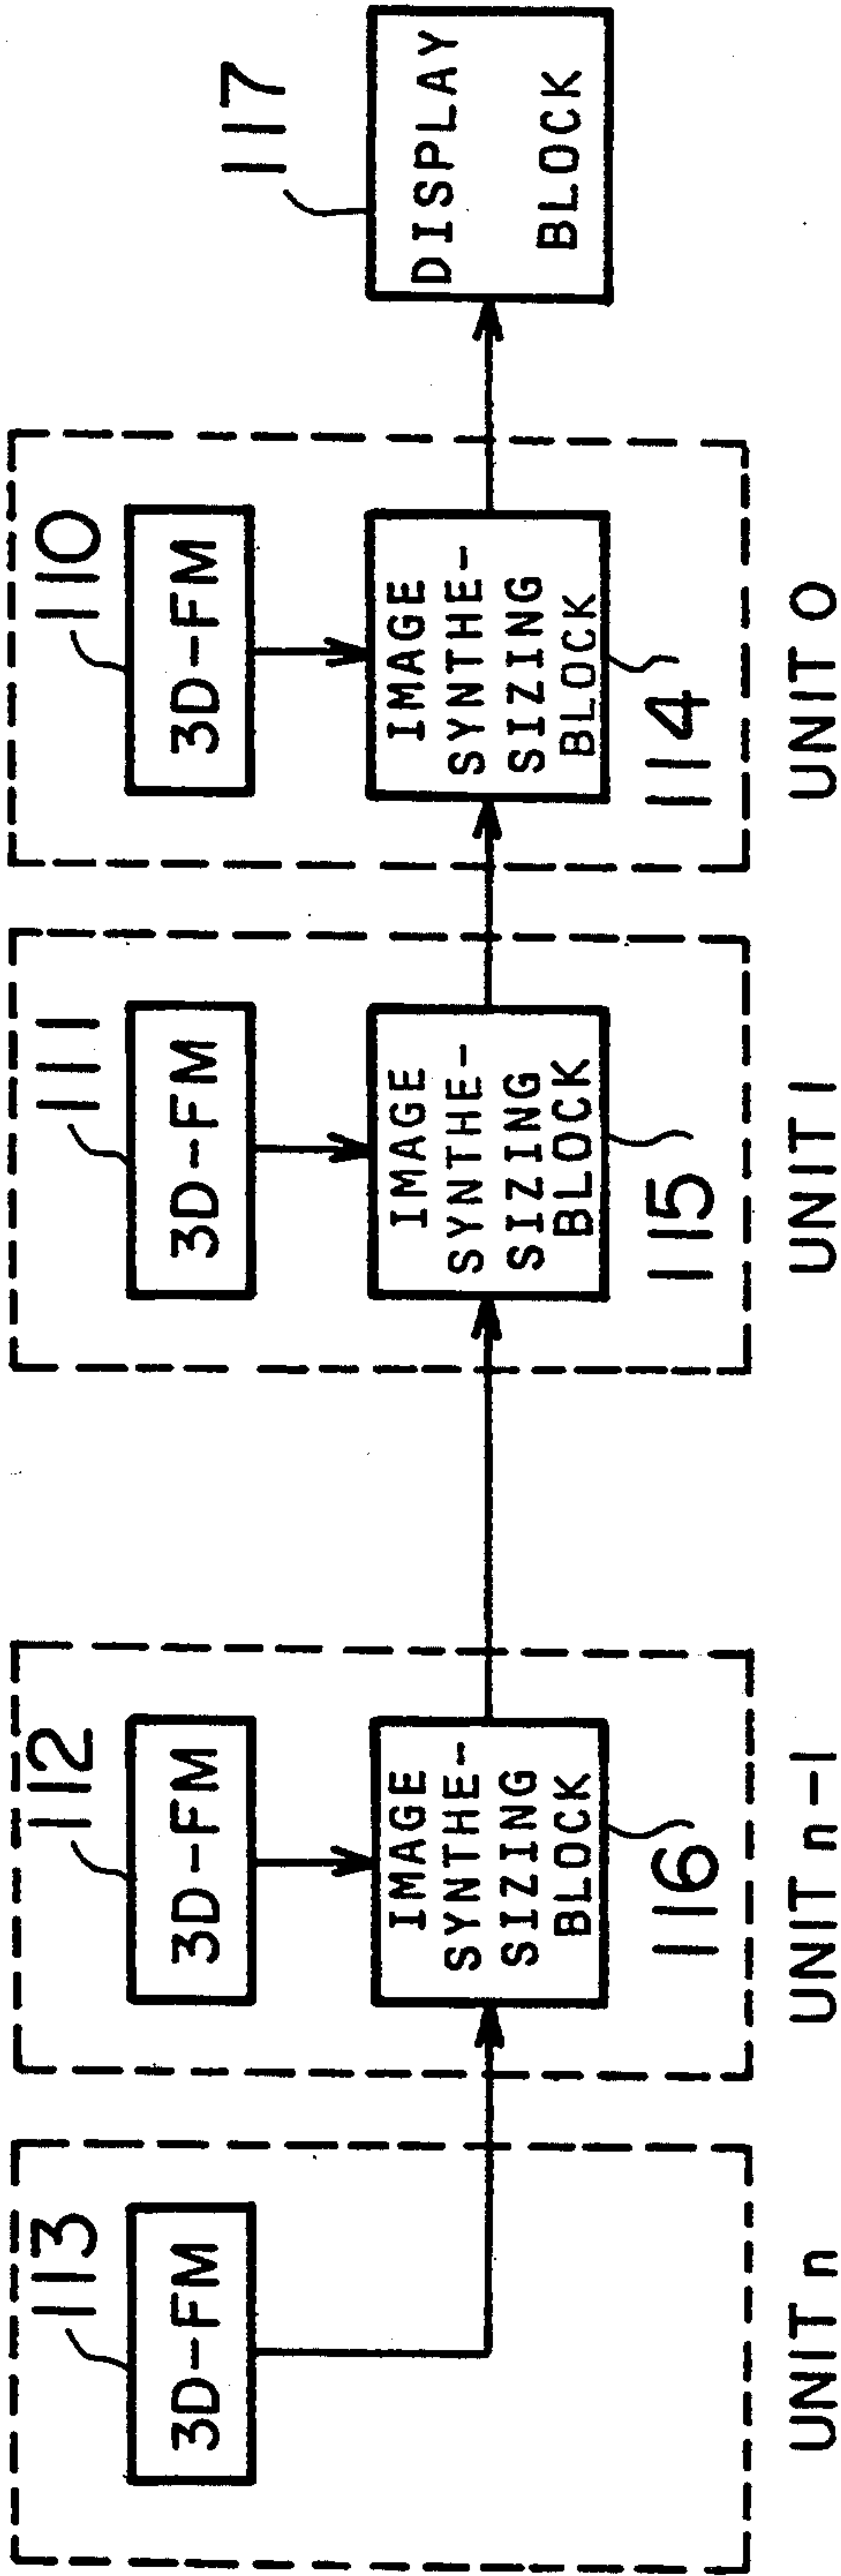 113
3D-FM
UNIT n
112
3D-FM
IMAGE
SYNTHE-
SIZING
BLOCK
116
UNIT n-1
111
3D-FM
IMAGE
SYNTHE-
SIZING
BLOCK
115
UNIT 1
110
3D-FM
IMAGE
SYNTHE-
SIZING
BLOCK
114
UNIT 0
117
DISPLAY
BLOCK